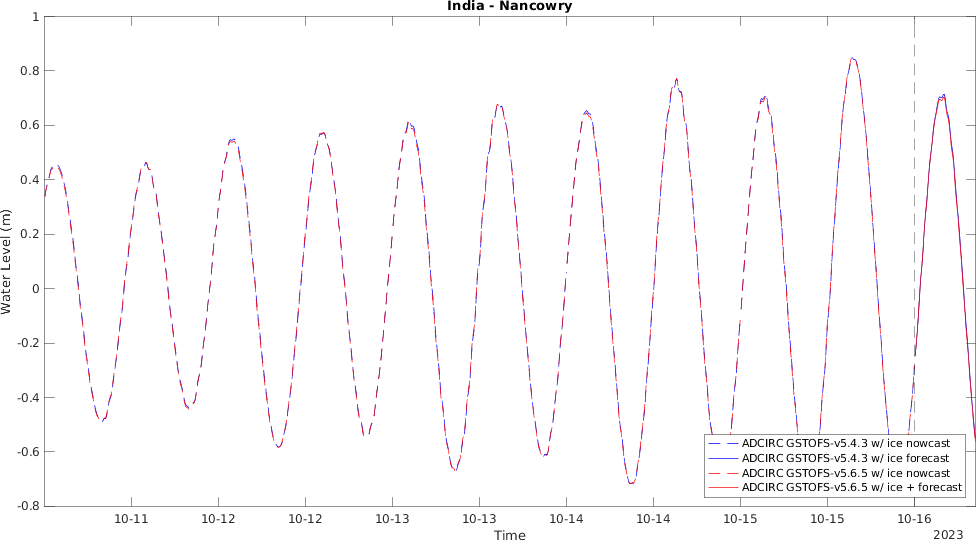 India - Nancowry
1
0.8
0.6
0.4
0.2
0
-0.2
-0.4
-0.6
-0.8
Water Level (m)
ADCIRC GSTOFS-v5.4.3 w/ ice nowcast
ADCIRC GSTOFS-v5.4.3 w/ ice forecast
ADCIRC GSTOFS-v5.6.5 w/ ice nowcast
ADCIRC GSTOFS-v5.6.5 w/ ice + forecast
10-11 10-12 10-12 10-13 10-13 10-14 10-14 10-15 10-15 10-16
Time
2023